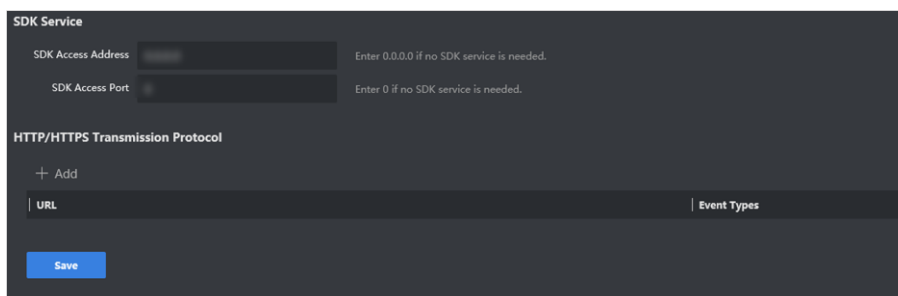 SDK Service
SDK Access Address Enter 0.0.0.0 if no SDK service is needed.
SDK Access Port Enter 0 if no SDK service is needed.
HTTP/HTTPS Transmission Protocol
+ Add
URL Event Types
Save